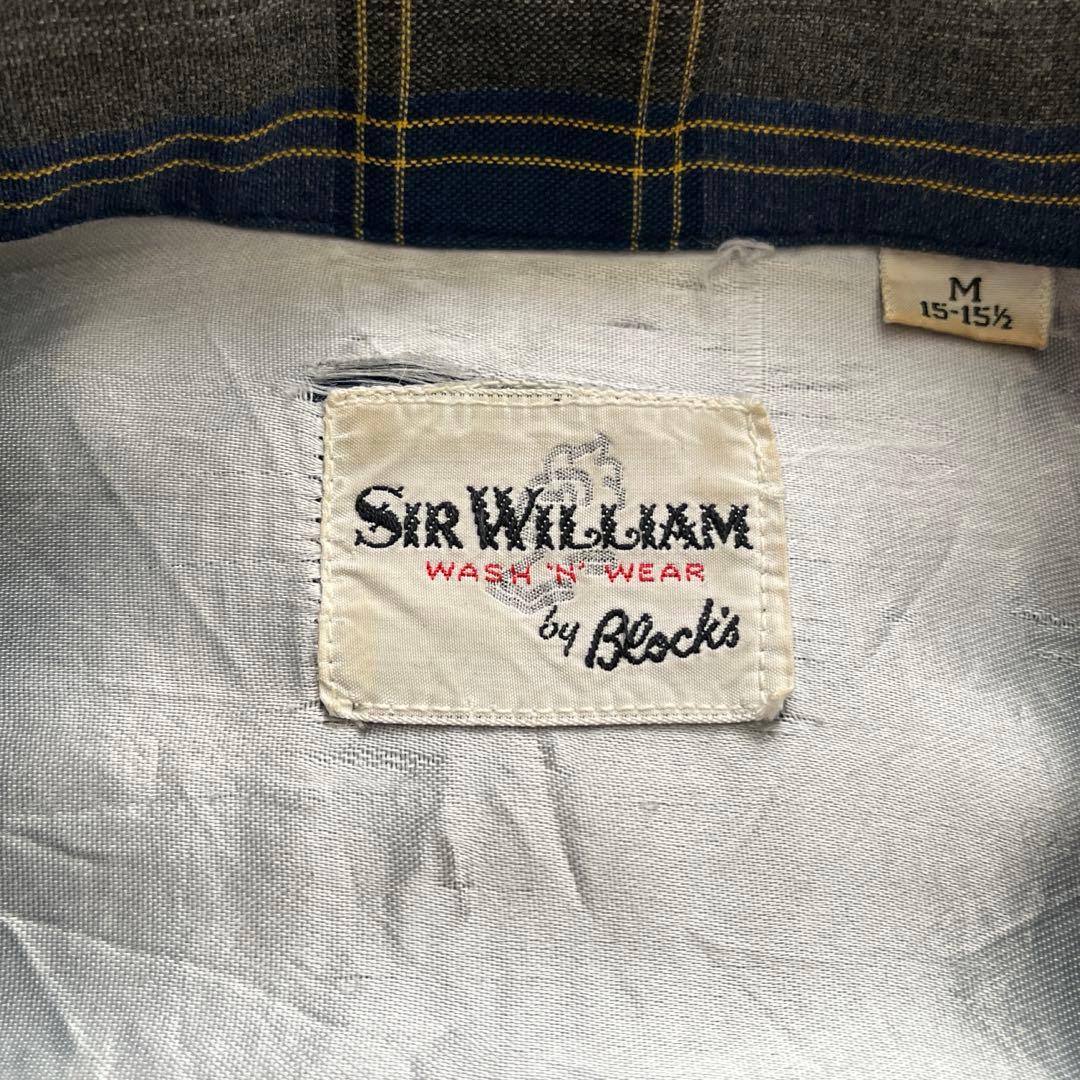 M
15-15½
SIR WILLIAM
WASH 'N' WEAR
by Block's